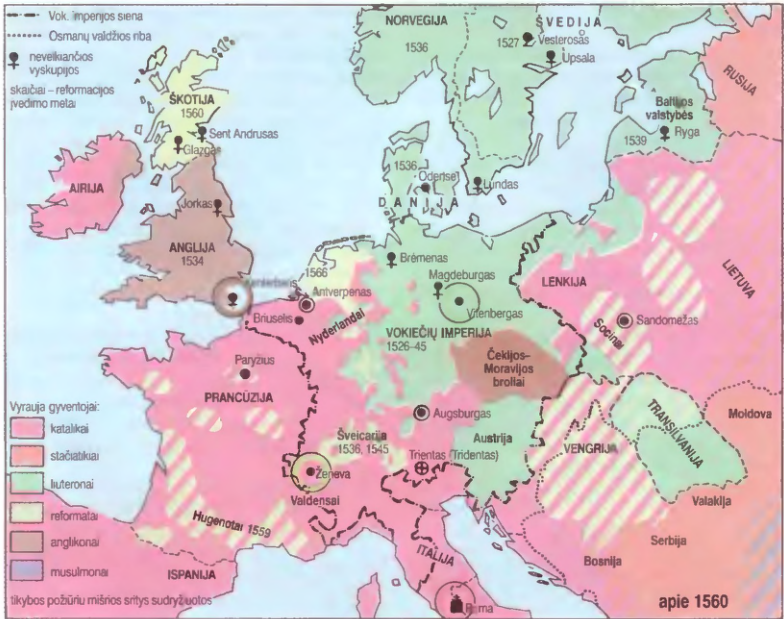 Vok. imperijos siena
Osmanų valdžios riba
neveikiančios
vyskupijos
skaičiai – reformacijos
įvedimo metai
NORVEGIJA
1536
ŠVEDIJA
1527
Vesterosas
Upsala
RUSIJA
Baltijos
valstybės
Ryga
1539
ŠKOTIJA
1560
Sent Andrusas
Glazgas
AIRIJA
Jorkas
ANGLIJA
1534
1536
Odensė
DANIJA
Lundas
LIETUVA
1566
Brėmenas
Magdeburgas
Vitenbergas
LENKIJA
Antverpenas
Briuselis
Nyderlandai
VOKIEČIŲ IMPERIJA
1526-45
Socinai
Sandomežas
Čekijos–
Moravijos
broliai
Paryžius
PRANCŪZIJA
Augsburgas
TRANSILVANIJA
Moldova
Šveicarija
1536, 1545
Austrija
VENGRIJA
Trientas (Tridentas)
Ženeva
Valdensai
Valakija
Hugenotai 1559
Serbija
Bosnija
ITALIJA
ISPANIJA
Roma
Vyrauja gyventojai:
katalikai
stačiatikiai
liuteronai
reformatai
anglikonai
musulmonai
tikybos požiūriu mišrios sritys sudryžiuotos
apie 1560